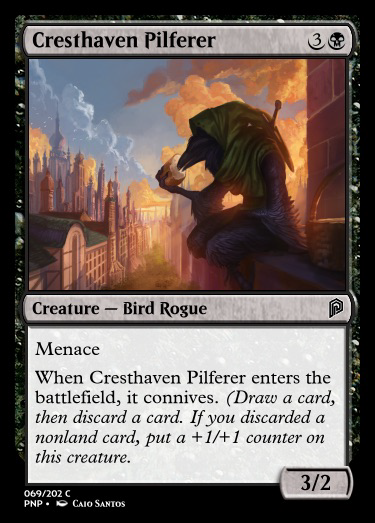 Cresthaven Pilferer 3
Creature — Bird Rogue
Menace
When Cresthaven Pilferer enters the
battlefield, it connives. (Draw a card,
then discard a card. If you discarded a
nonland card, put a +1/+1 counter on
this creature.
3/2
069/202 C
PNP • Caio Santos